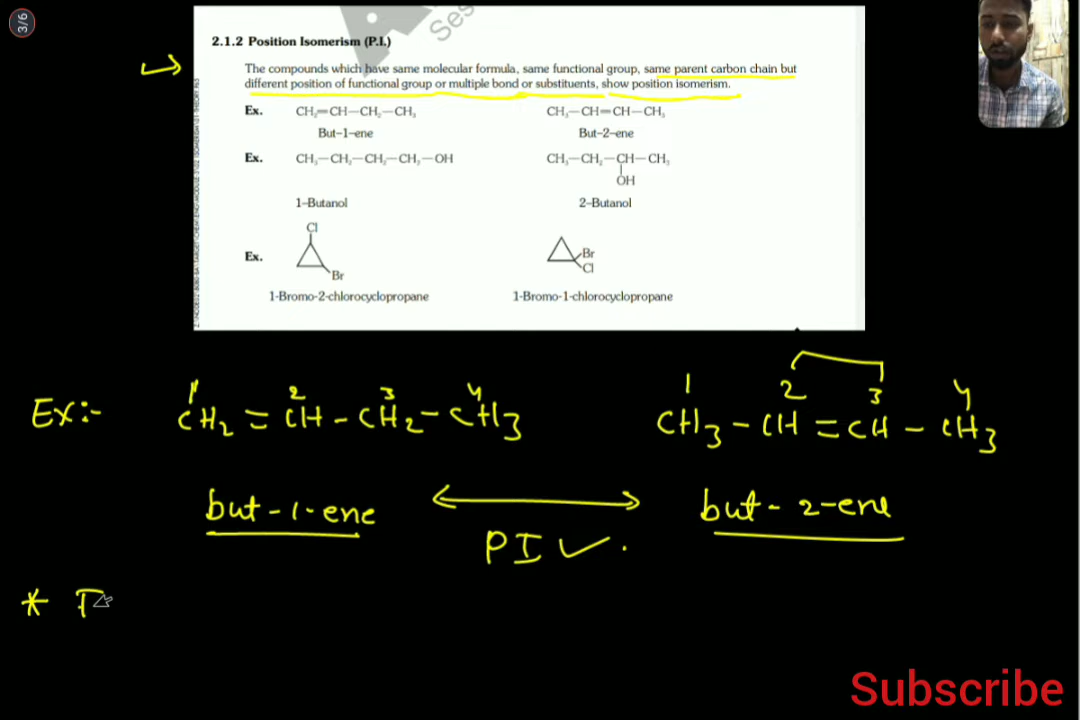 3/6
Ses
2.1.2 Position Isomerism (P.I.)
The compounds which have same molecular formula, same functional group, same parent carbon chain but
different position of functional group or multiple bond or substituents, show position isomerism.
Ex. CH₂=CH—CH₂—CH₃ CH₃—CH=CH—CH₃
But-1-ene But-2-ene
Ex. CH₃—CH₂—CH₂—CH₂—OH CH₃—CH₂—CH—CH₃
OH
1-Butanol 2-Butanol
Cl
Ex. Br Br
Cl
1-Bromo-2-chlorocyclopropane 1-Bromo-1-chlorocyclopropane
1 2 3 4 1 2 3 4
Ex:- CH₂ = CH - CH₂ - CH₃ CH₃ - CH = CH - CH₃
but-1-ene but-2-ene
PI ✓.
*
Subscribe